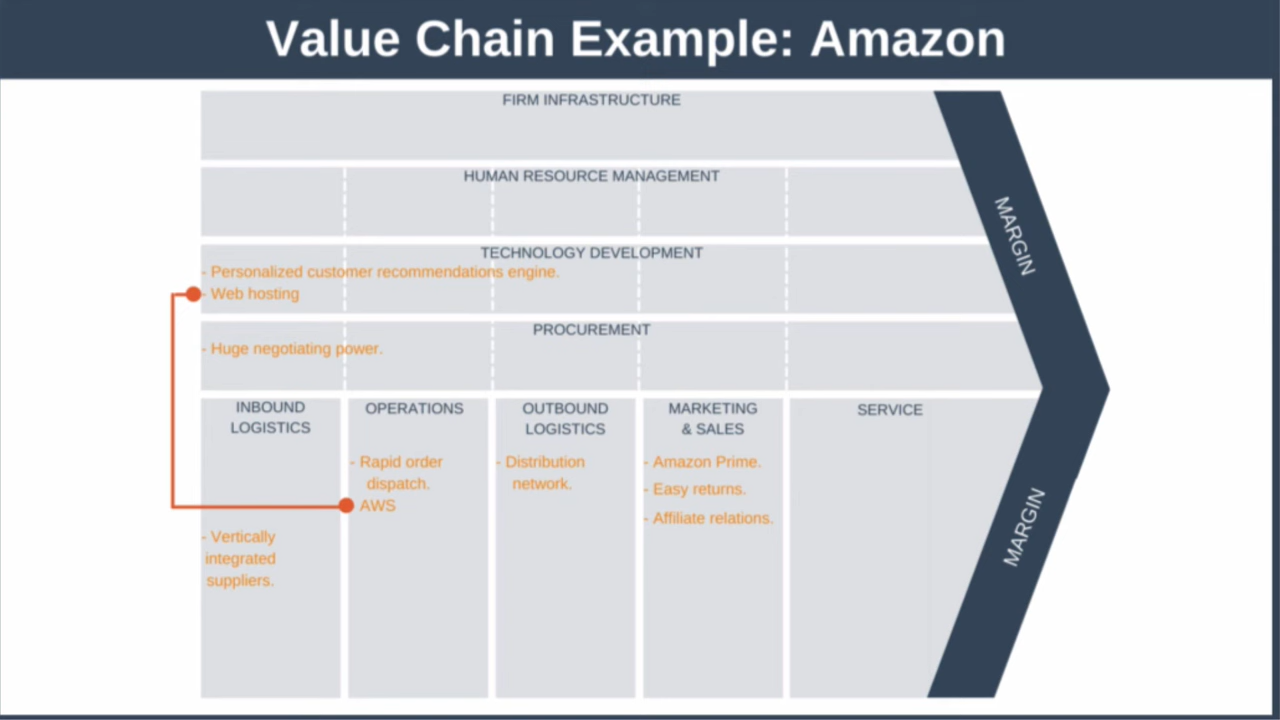 Value Chain Example: Amazon
FIRM INFRASTRUCTURE
HUMAN RESOURCE MANAGEMENT
TECHNOLOGY DEVELOPMENT
- Personalized customer recommendations engine.
- Web hosting
PROCUREMENT
- Huge negotiating power.
INBOUND
LOGISTICS
- Vertically
integrated
suppliers.
OPERATIONS
- Rapid order
dispatch.
AWS
OUTBOUND
LOGISTICS
- Distribution
network.
MARKETING
& SALES
- Amazon Prime.
- Easy returns.
- Affiliate relations.
SERVICE
MARGIN
MARGIN